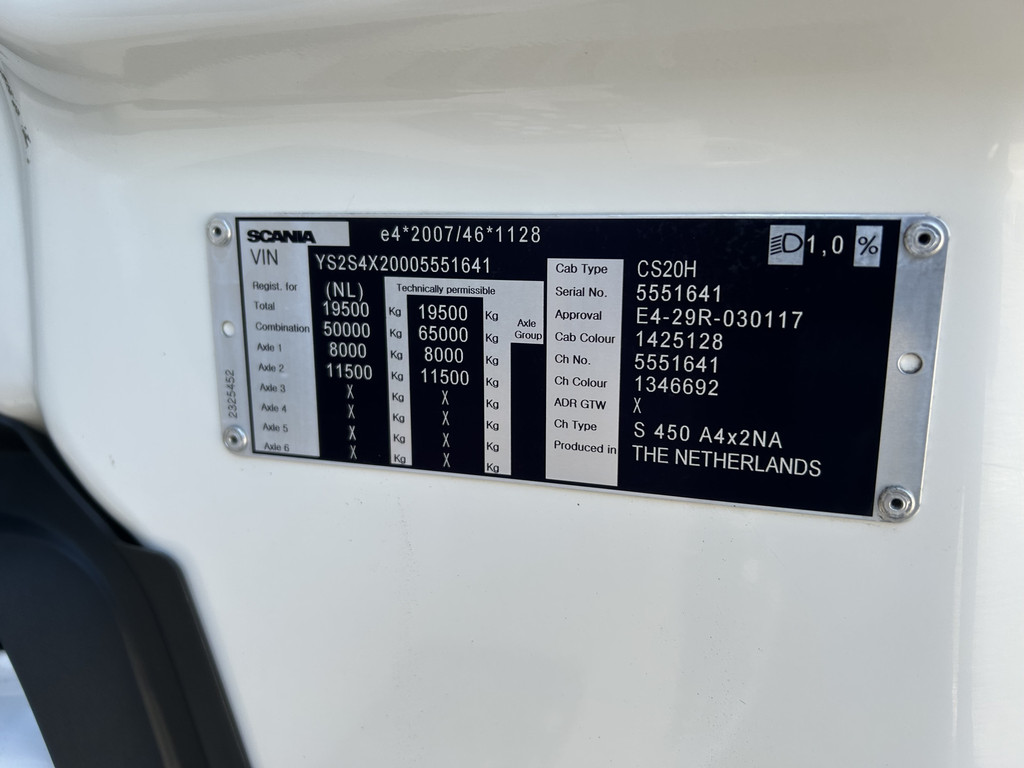 SCANIA e4*2007/46*1128 1,0 %
VIN YS2S4X20005551641
Regist. for (NL) Technically permissible
Total 19500 Kg 19500 Kg
Combination 50000 Kg 65000 Kg Axle Group
Axle 1 8000 Kg 8000 Kg
Axle 2 11500 Kg 11500 Kg
Axle 3 X Kg X Kg
Axle 4 X Kg X Kg
Axle 5 X Kg X Kg
Axle 6 X Kg X Kg
Cab Type CS20H
Serial No. 5551641
Approval E4-29R-030117
Cab Colour 1425128
Ch No. 5551641
Ch Colour 1346692
ADR GTW X
Ch Type S 450 A4x2NA
Produced in THE NETHERLANDS
2325452